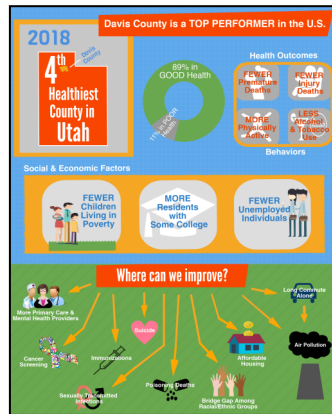 Davis County is a TOP PERFORMER in the U.S.
2018
Davis
County
4th
Healthiest
County in
Utah
89% in
GOOD Health
11% in POOR
Health
Health Outcomes
FEWER
Premature
Deaths
FEWER
Injury
Deaths
MORE
Physically
Active
LESS
Alcohol
& Tobacco
Use
Behaviors
Social & Economic Factors
FEWER
Children
Living in
Poverty
MORE
Residents
with
Some College
FEWER
Unemployed
Individuals
Where can we improve?
More Primary Care &
Mental Health Providers
Suicide
Long Commute
Alone
Cancer
Screening
Immunizations
Affordable
Housing
Air Pollution
Sexually Transmitted
Infections
Poisoning Deaths
Bridge Gap Among
Racial/Ethnic Groups